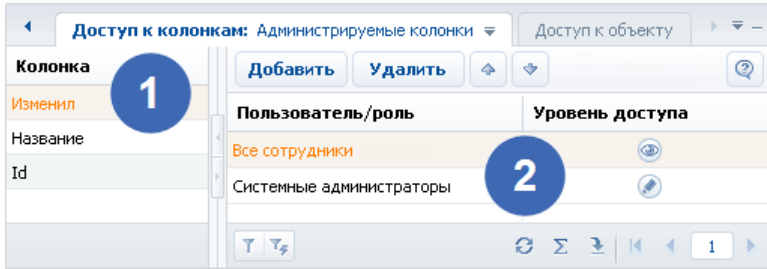 Доступ к колонкам: Администрируемые колонки Доступ к объекту
Колонка
Изменил
Название
Id
1
Добавить Удалить
Пользователь/роль Уровень доступа
Все сотрудники
Системные администраторы
2
Σ 1